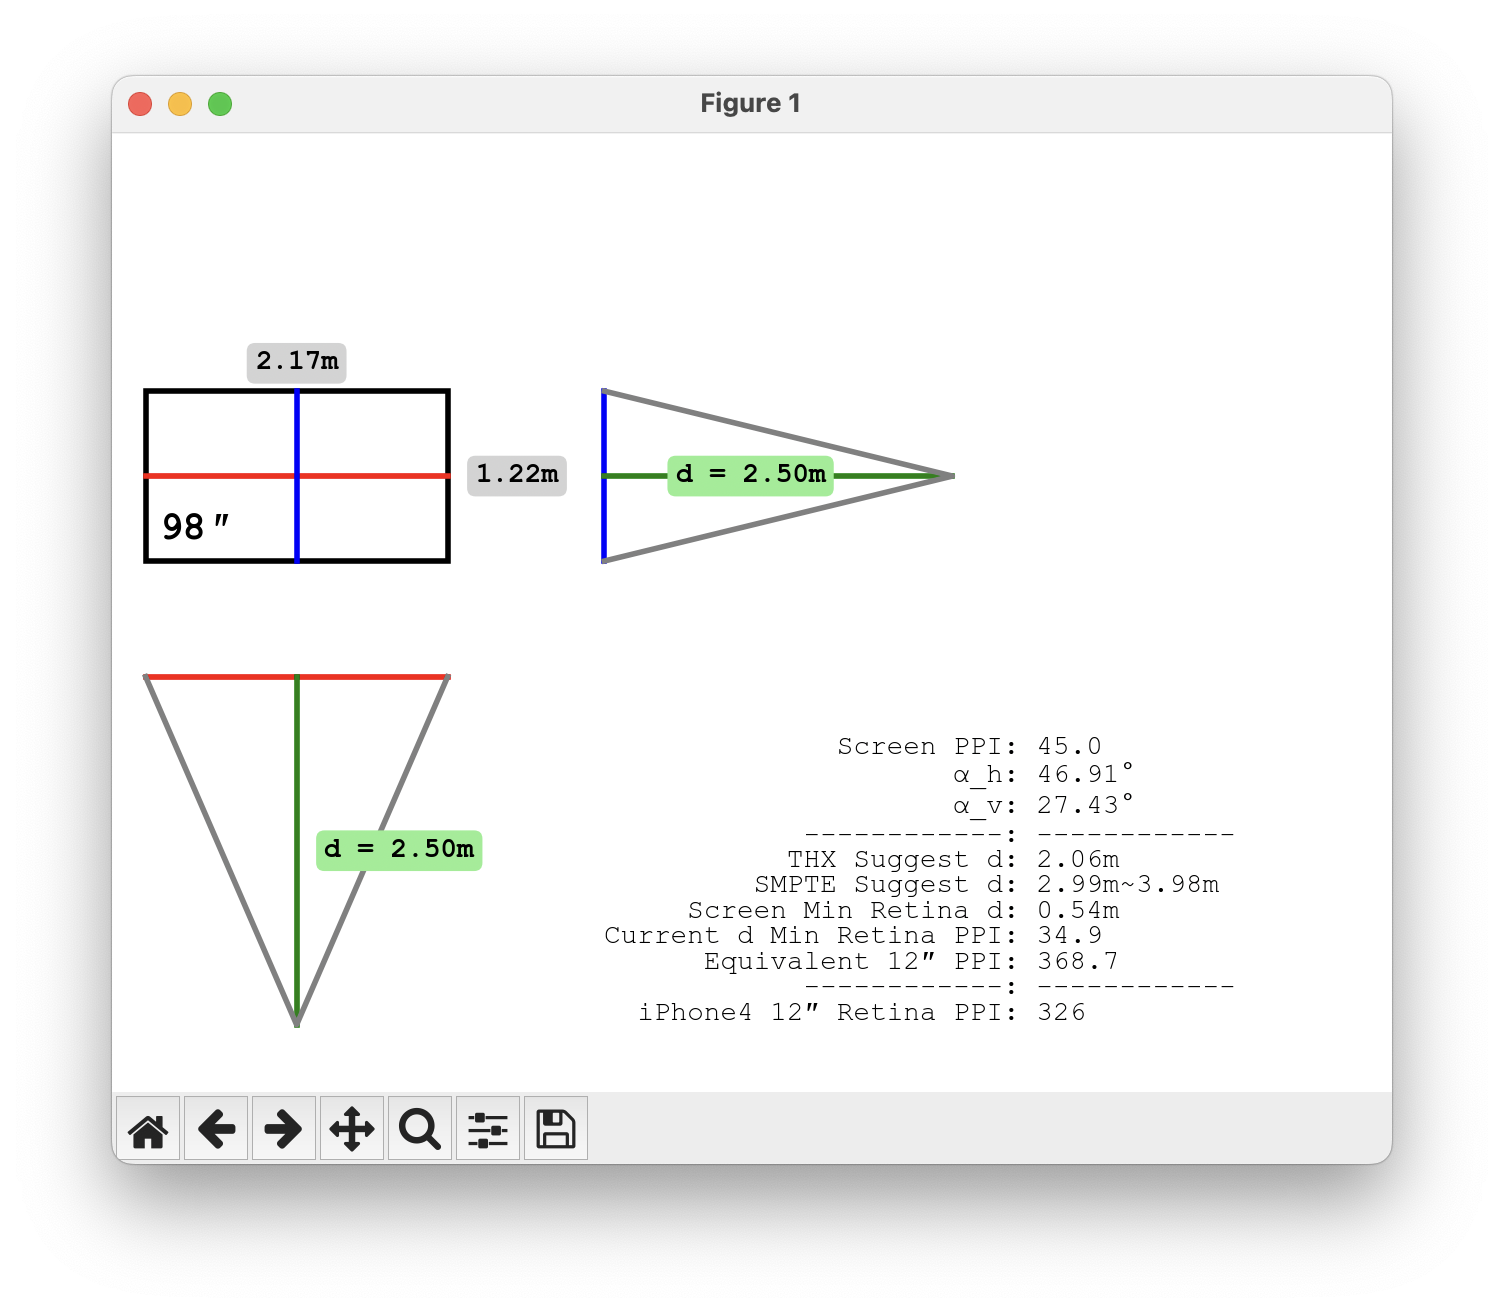 Figure 1
2.17m
1.22m
98″
d = 2.50m
d = 2.50m
Screen PPI: 45.0
α_h: 46.91°
α_v: 27.43°
------------: ------------
THX Suggest d: 2.06m
SMPTE Suggest d: 2.99m~3.98m
Screen Min Retina d: 0.54m
Current d Min Retina PPI: 34.9
Equivalent 12″ PPI: 368.7
------------: ------------
iPhone4 12″ Retina PPI: 326